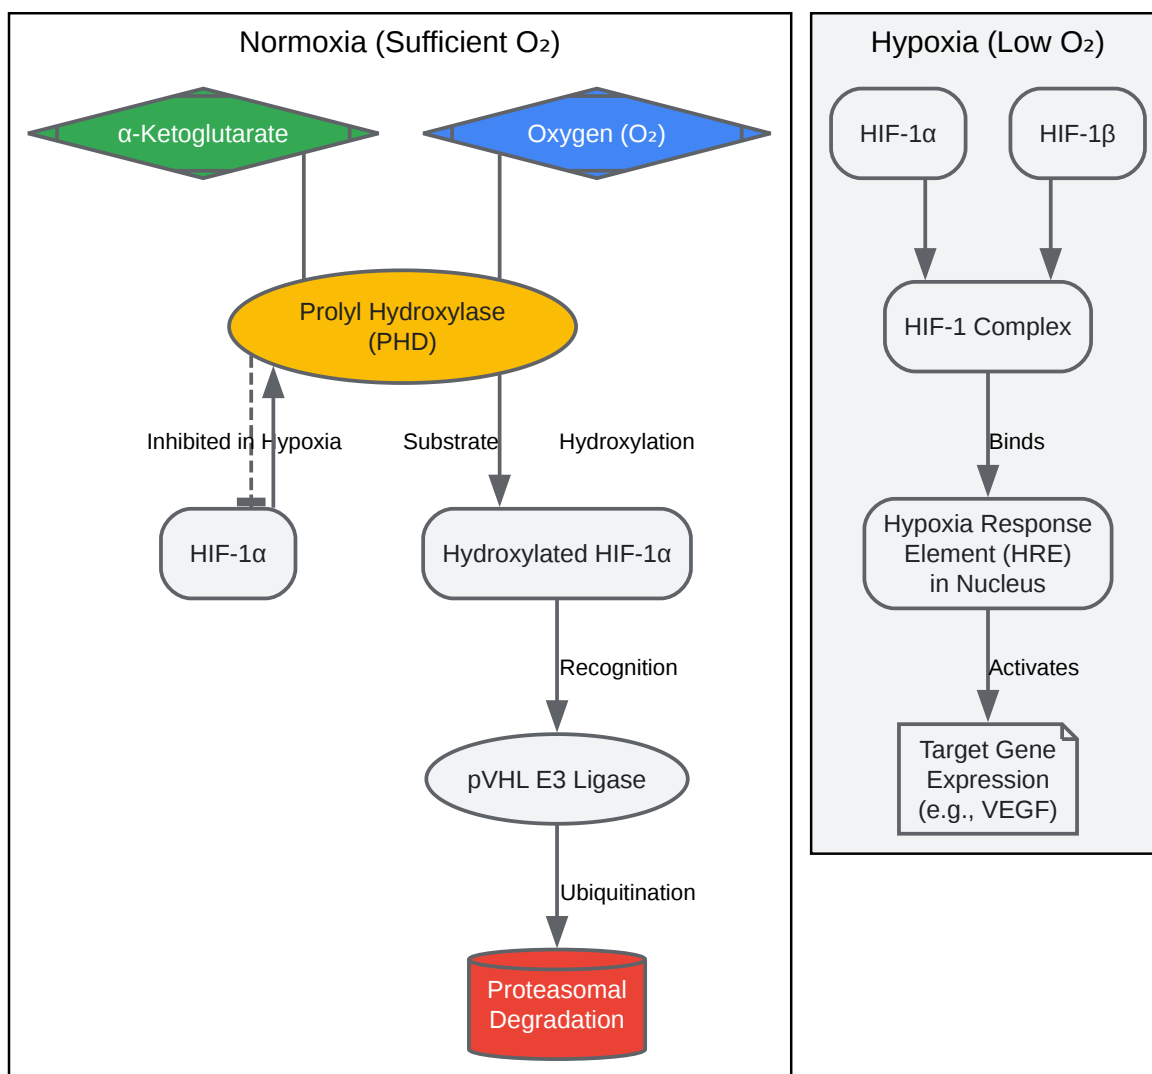 Normoxia (Sufficient O₂)
α-Ketoglutarate
Oxygen (O₂)
Prolyl Hydroxylase
(PHD)
Inhibited in Hypoxia
Substrate
Hydroxylation
HIF-1α
Hydroxylated HIF-1α
Recognition
pVHL E3 Ligase
Ubiquitination
Proteasomal
Degradation
Hypoxia (Low O₂)
HIF-1α
HIF-1β
HIF-1 Complex
Binds
Hypoxia Response
Element (HRE)
in Nucleus
Activates
Target Gene
Expression
(e.g., VEGF)